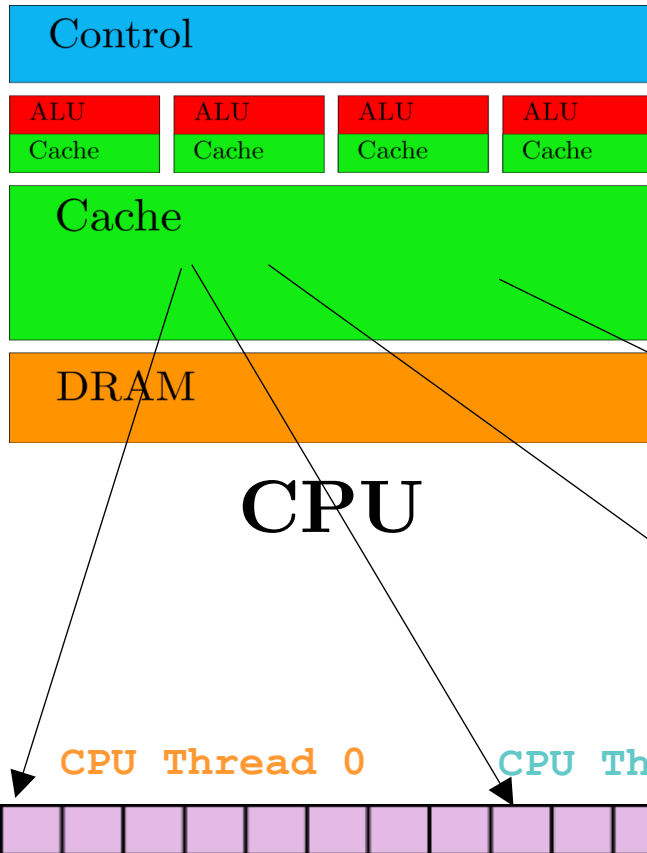 Control
ALU ALU ALU ALU
Cache Cache Cache Cache
Cache
DRAM
CPU
CPU Thread 0 CPU Th